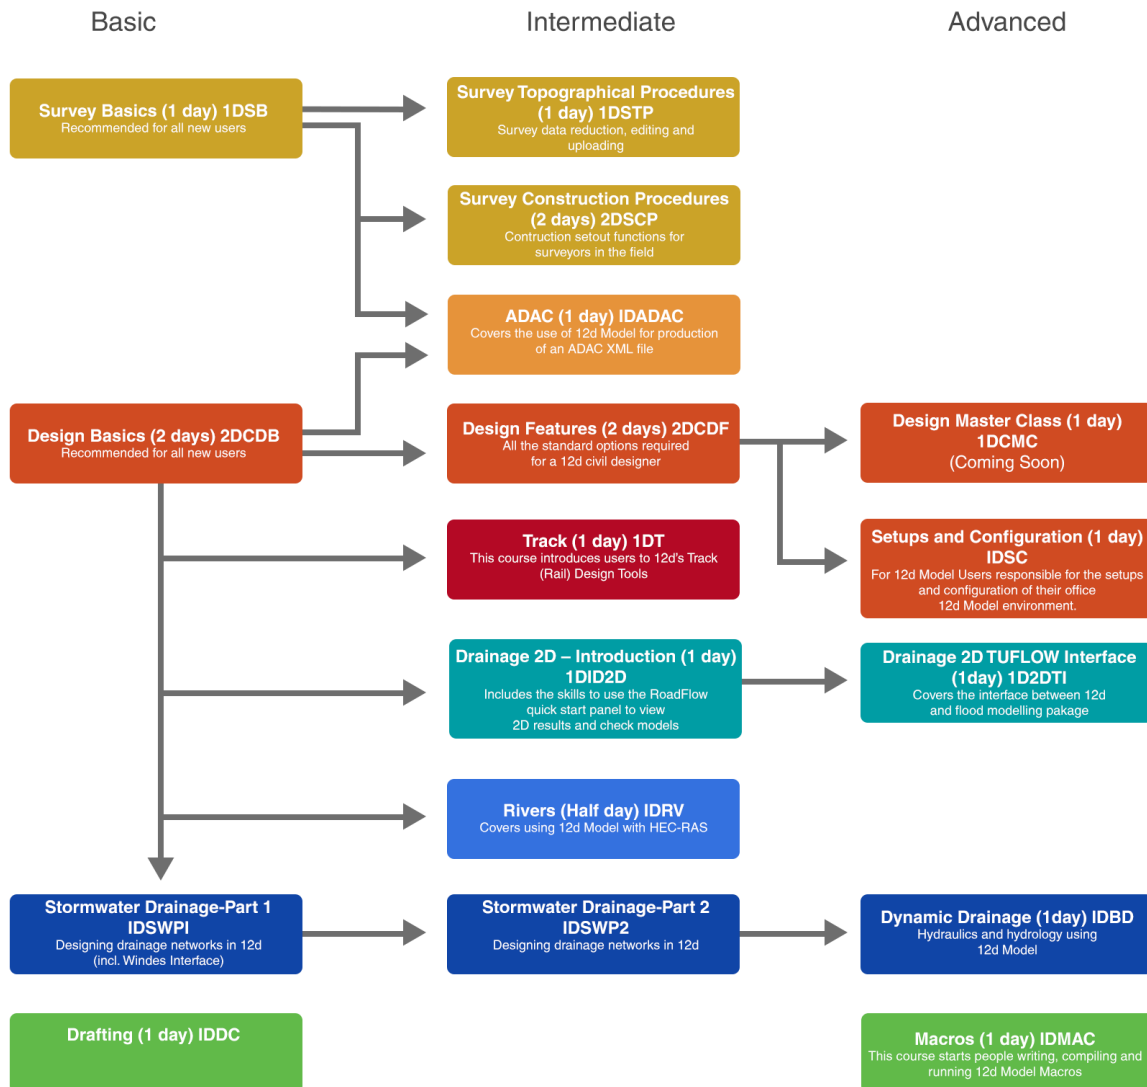 Basic
Intermediate
Advanced
Survey Basics (1 day) 1DSB
Recommended for all new users
Survey Topographical Procedures
(1 day) 1DSTP
Survey data reduction, editing and
uploading
Survey Construction Procedures
(2 days) 2DSCP
Contruction setout functions for
surveyors in the field
ADAC (1 day) IDADAC
Covers the use of 12d Model for production
of an ADAC XML file
Design Basics (2 days) 2DCDB
Recommended for all new users
Design Features (2 days) 2DCDF
All the standard options required
for a 12d civil designer
Design Master Class (1 day)
1DCMC
(Coming Soon)
Track (1 day) 1DT
This course introduces users to 12d's Track
(Rail) Design Tools
Setups and Configuration (1 day)
IDSC
For 12d Model Users responsible for the setups
and configuration of their office
12d Model environment.
Drainage 2D – Introduction (1 day)
1DID2D
Includes the skills to use the RoadFlow
quick start panel to view
2D results and check models
Drainage 2D TUFLOW Interface
(1day) 1D2DTI
Covers the interface between 12d
and flood modelling pakage
Rivers (Half day) IDRV
Covers using 12d Model with HEC-RAS
Stormwater Drainage-Part 1
IDSWPI
Designing drainage networks in 12d
(incl. Windes Interface)
Stormwater Drainage-Part 2
IDSWP2
Designing drainage networks in 12d
Dynamic Drainage (1day) IDBD
Hydraulics and hydrology using
12d Model
Drafting (1 day) IDDC
Macros (1 day) IDMAC
This course starts people writing, compiling and
running 12d Model Macros